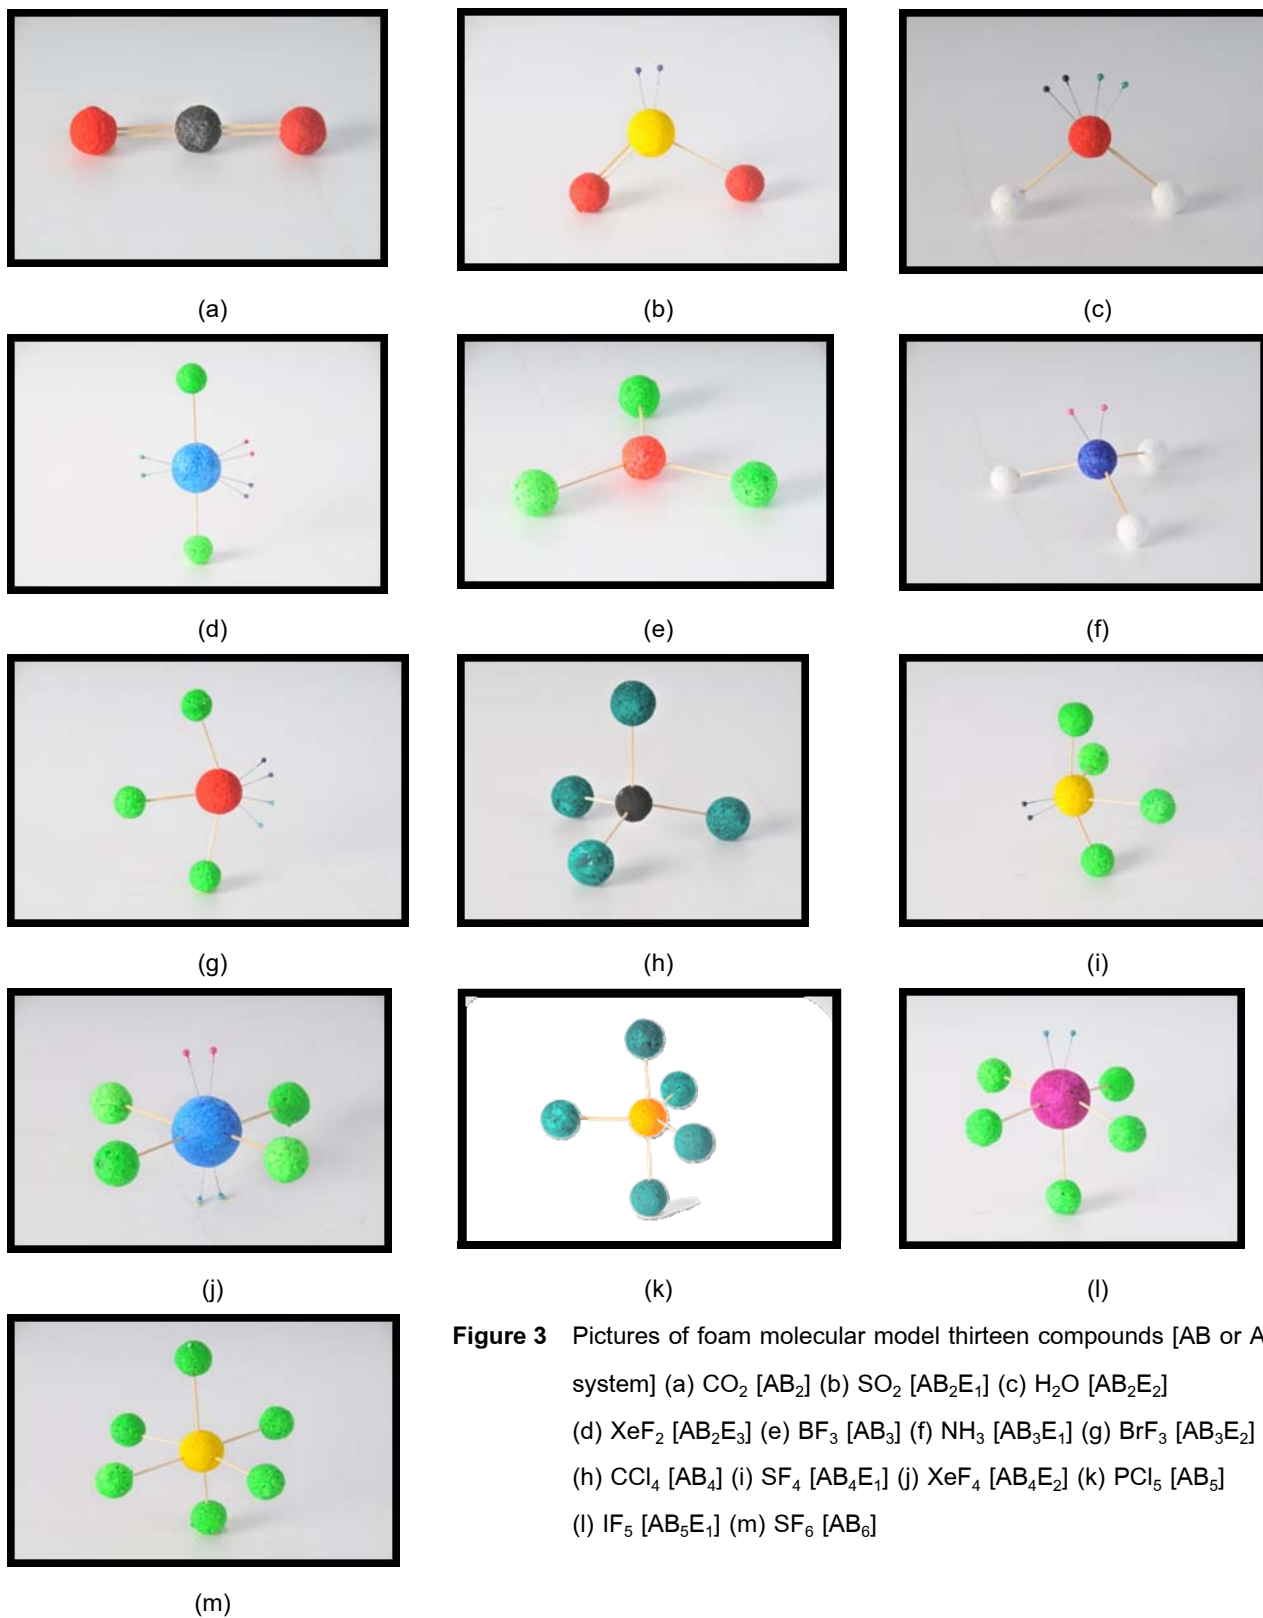 (a)
(b)
(c)
(d)
(e)
(f)
(g)
(h)
(i)
(j)
(k)
(l)
Figure 3 Pictures of foam molecular model thirteen compounds [AB or A
system] (a) CO₂ [AB₂] (b) SO₂ [AB₂E₁] (c) H₂O [AB₂E₂]
(d) XeF₂ [AB₂E₃] (e) BF₃ [AB₃] (f) NH₃ [AB₃E₁] (g) BrF₃ [AB₃E₂]
(h) CCl₄ [AB₄] (i) SF₄ [AB₄E₁] (j) XeF₄ [AB₄E₂] (k) PCl₅ [AB₅]
(l) IF₅ [AB₅E₁] (m) SF₆ [AB₆]
(m)